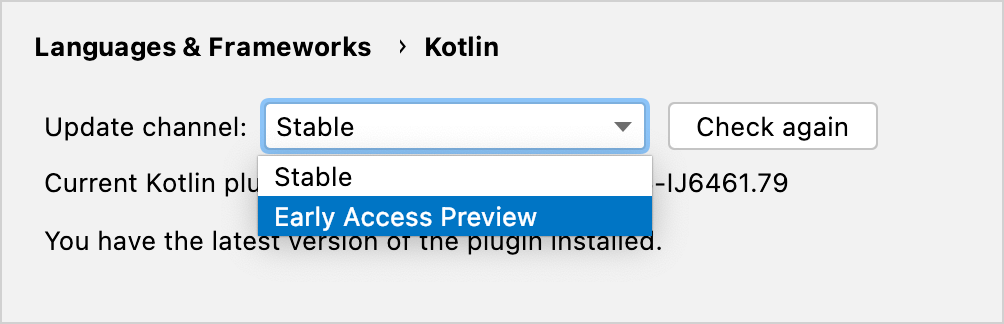 Languages & Frameworks › Kotlin
Update channel: Stable Check again
Stable
Current Kotlin plu -IJ6461.79
Early Access Preview
You have the latest version of the plugin installed.